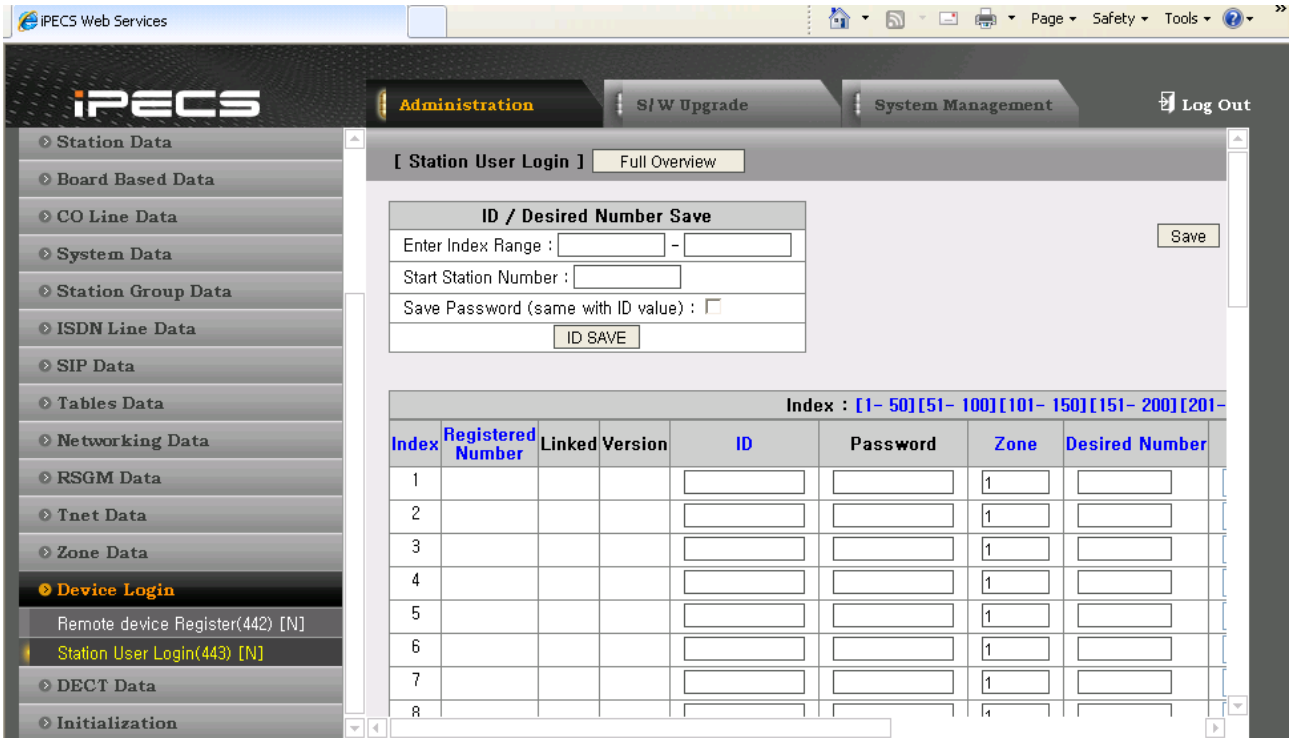 iPECS Web Services
Page Safety Tools »
iPECS
Administration
S/W Upgrade
System Management
Log Out
Station Data
Board Based Data
CO Line Data
System Data
Station Group Data
ISDN Line Data
SIP Data
Tables Data
Networking Data
RSGM Data
Tnet Data
Zone Data
Device Login
Remote device Register(442) [N]
Station User Login(443) [N]
DECT Data
Initialization
[ Station User Login ] Full Overview
ID / Desired Number Save
Enter Index Range : -
Start Station Number :
Save Password (same with ID value) :
ID SAVE
Save
Index : [1- 50][51- 100][101- 150][151- 200][201-
Index Registered Number Linked Version ID Password Zone Desired Number
1 1
2 1
3 1
4 1
5 1
6 1
7 1
8 1